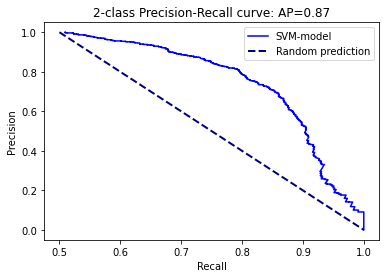 2-class Precision-Recall curve: AP=0.87
SVM-model
Random prediction
Precision
1.0
0.8
0.6
0.4
0.2
0.0
0.5 0.6 0.7 0.8 0.9 1.0
Recall